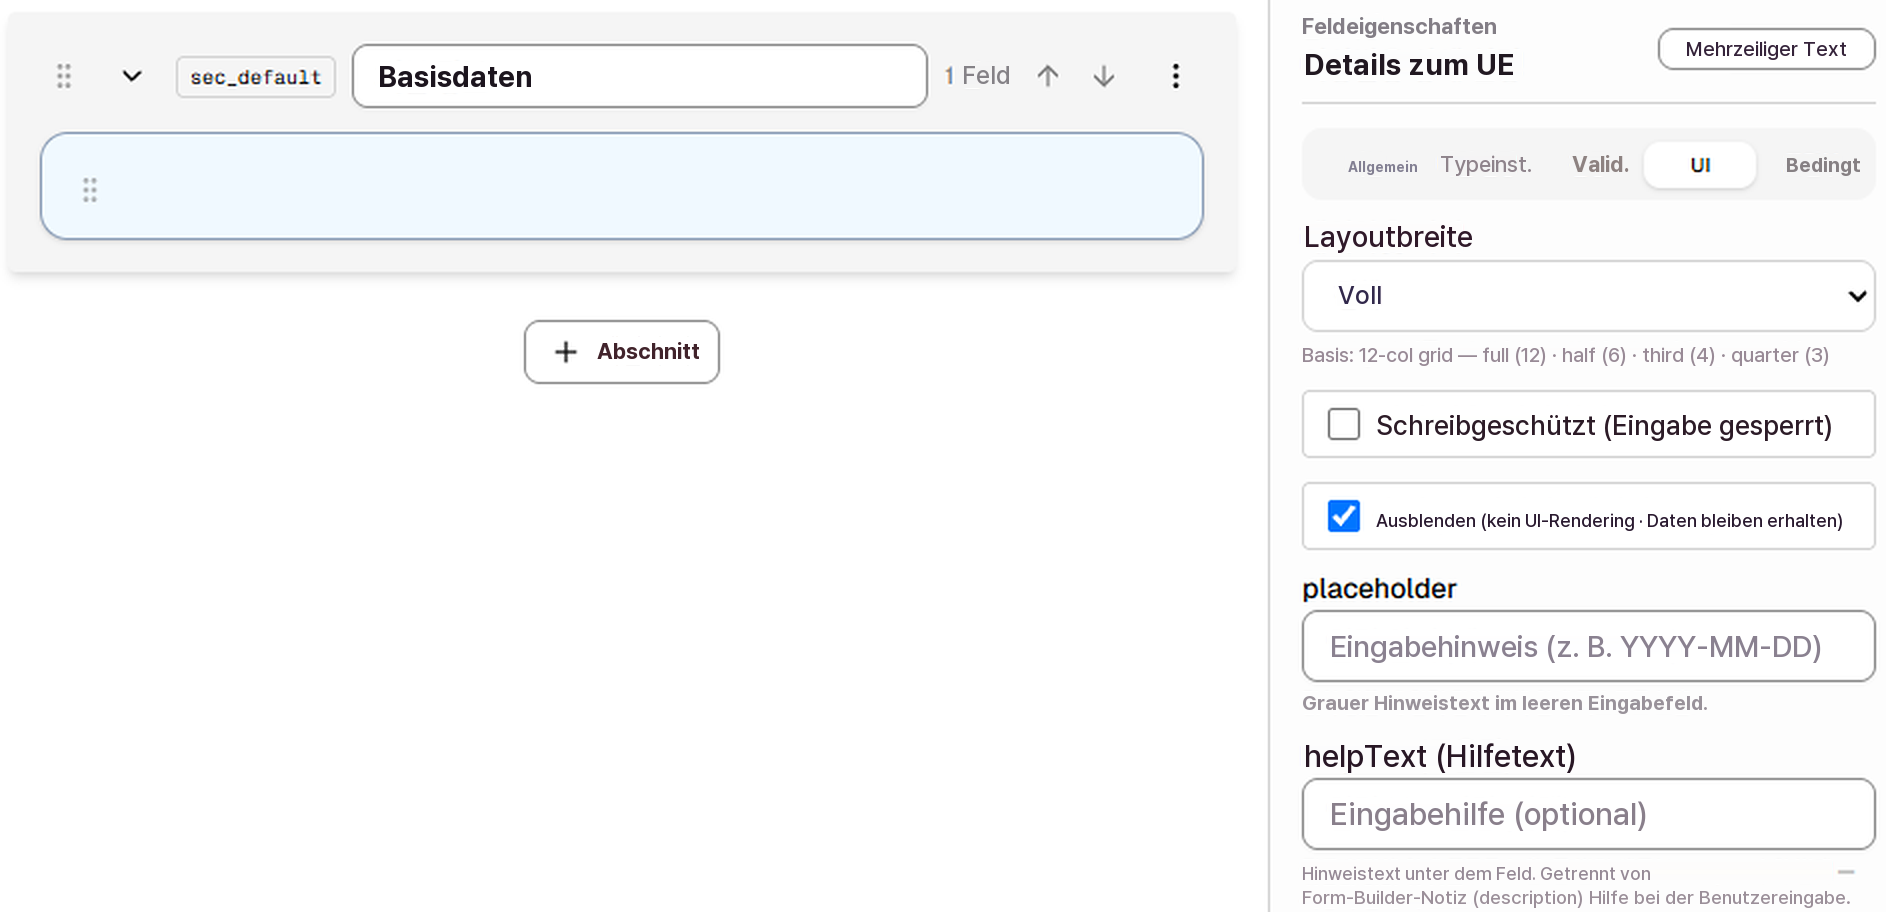 sec_default
Basisdaten
1 Feld
+ Abschnitt
Feldeigenschaften
Details zum UE
Mehrzeiliger Text
Allgemein Typeinst. Valid. UI Bedingt
Layoutbreite
Voll
Basis: 12-col grid — full (12) · half (6) · third (4) · quarter (3)
Schreibgeschützt (Eingabe gesperrt)
Ausblenden (kein UI-Rendering · Daten bleiben erhalten)
placeholder
Eingabehinweis (z. B. YYYY-MM-DD)
Grauer Hinweistext im leeren Eingabefeld.
helpText (Hilfetext)
Eingabehilfe (optional)
Hinweistext unter dem Feld. Getrennt von
Form-Builder-Notiz (description) Hilfe bei der Benutzereingabe.